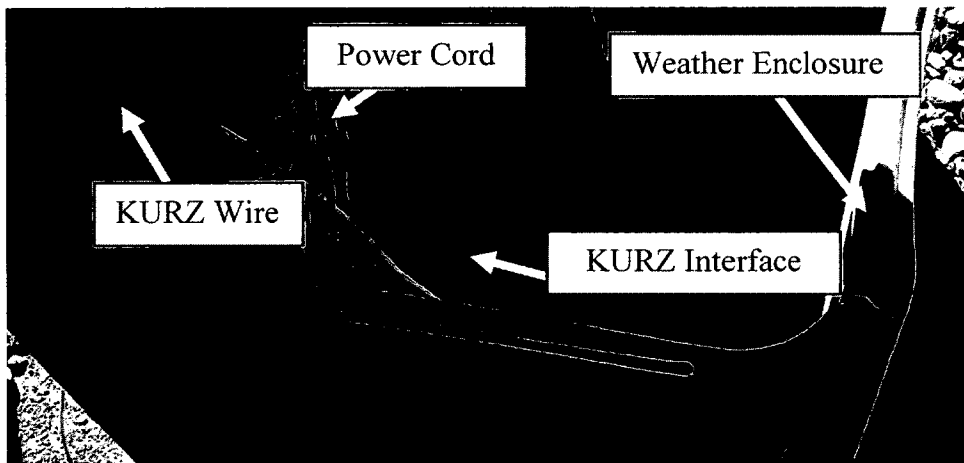 Power Cord
Weather Enclosure
KURZ Wire
KURZ Interface